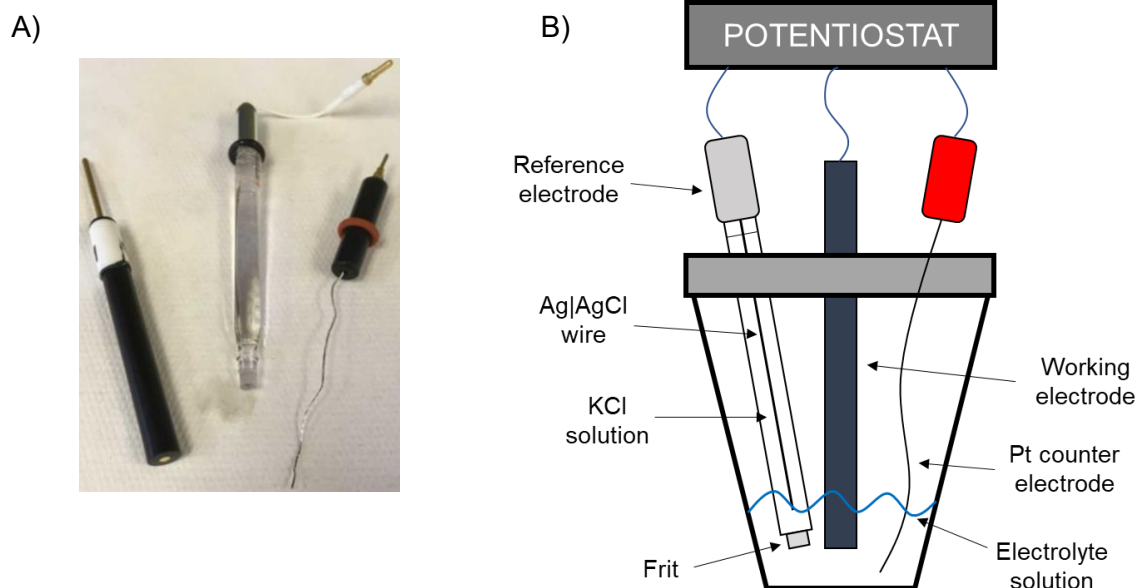 A)
B)
POTENTIOSTAT
Reference
electrode
Ag|AgCl
wire
KCl
solution
Frit
Working
electrode
Pt counter
electrode
Electrolyte
solution